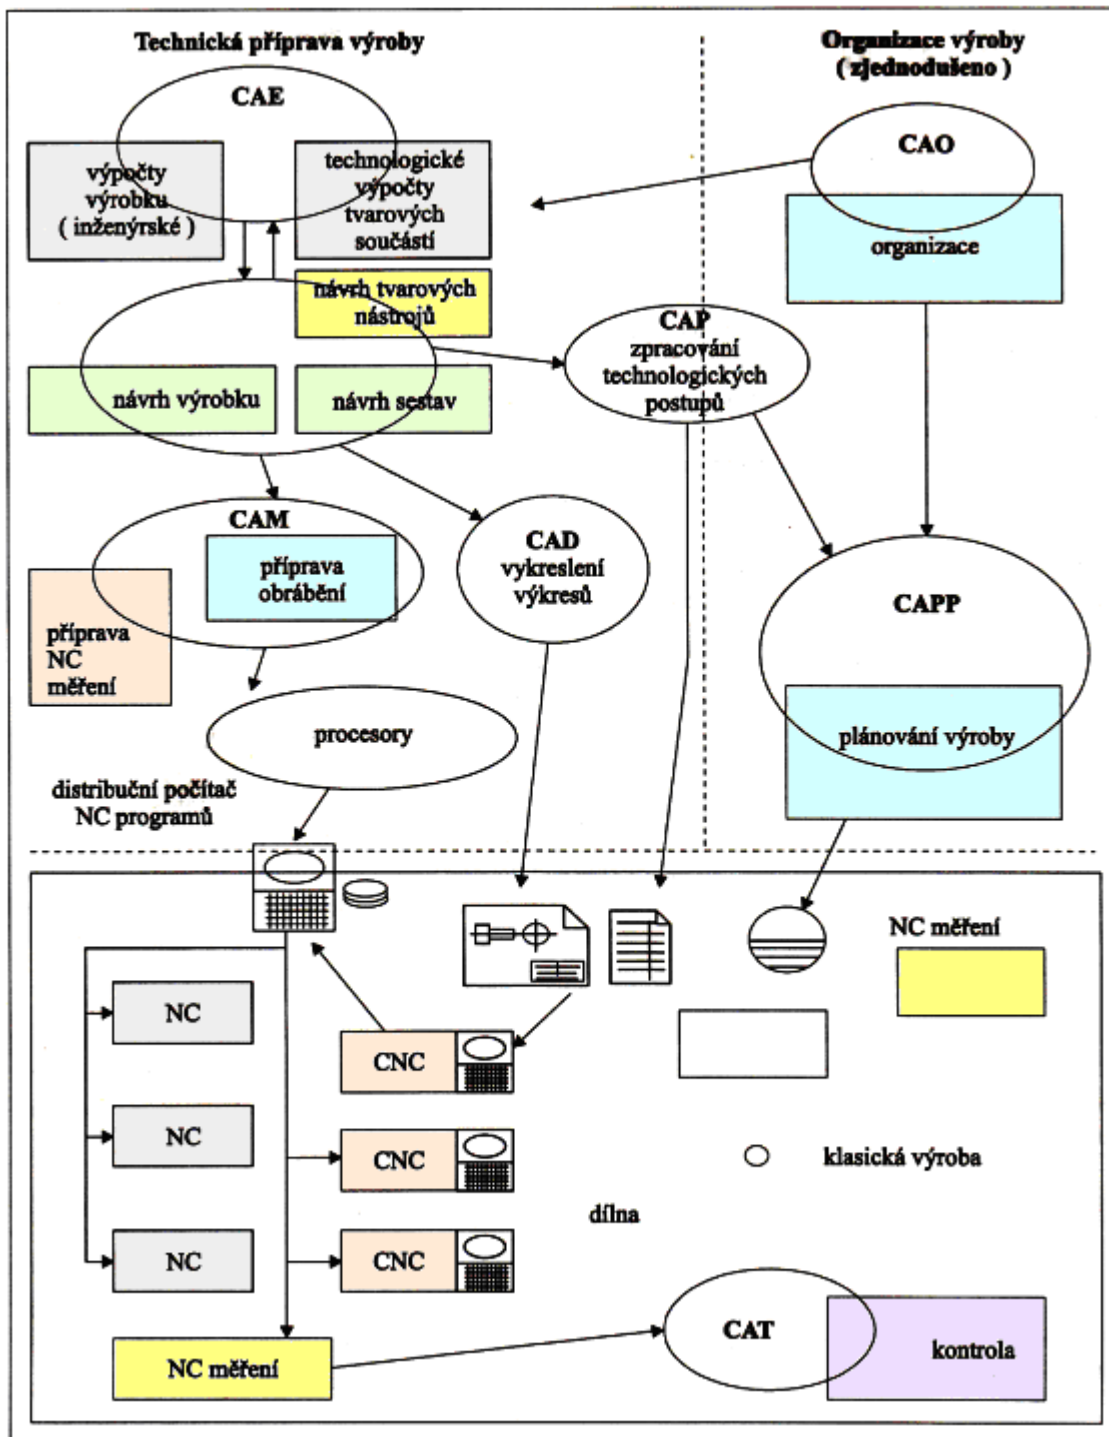 Technická příprava výroby
Organizace výroby
( zjednodušeno )
CAE
CAO
výpočty
výrobku
( inženýrské )
technologické
výpočty
tvarových
součástí
organizace
návrh tvarových
nástrojů
CAP
zpracování
technologických
postupů
návrh výrobku
návrh sestav
CAM
příprava
obrábění
CAD
vykreslení
výkresů
CAPP
příprava
NC
měření
procesory
plánování výroby
distribuční počítač
NC programů
NC měření
NC
CNC
NC
CNC
klasická výroba
dílna
NC
CNC
CAT
kontrola
NC měření